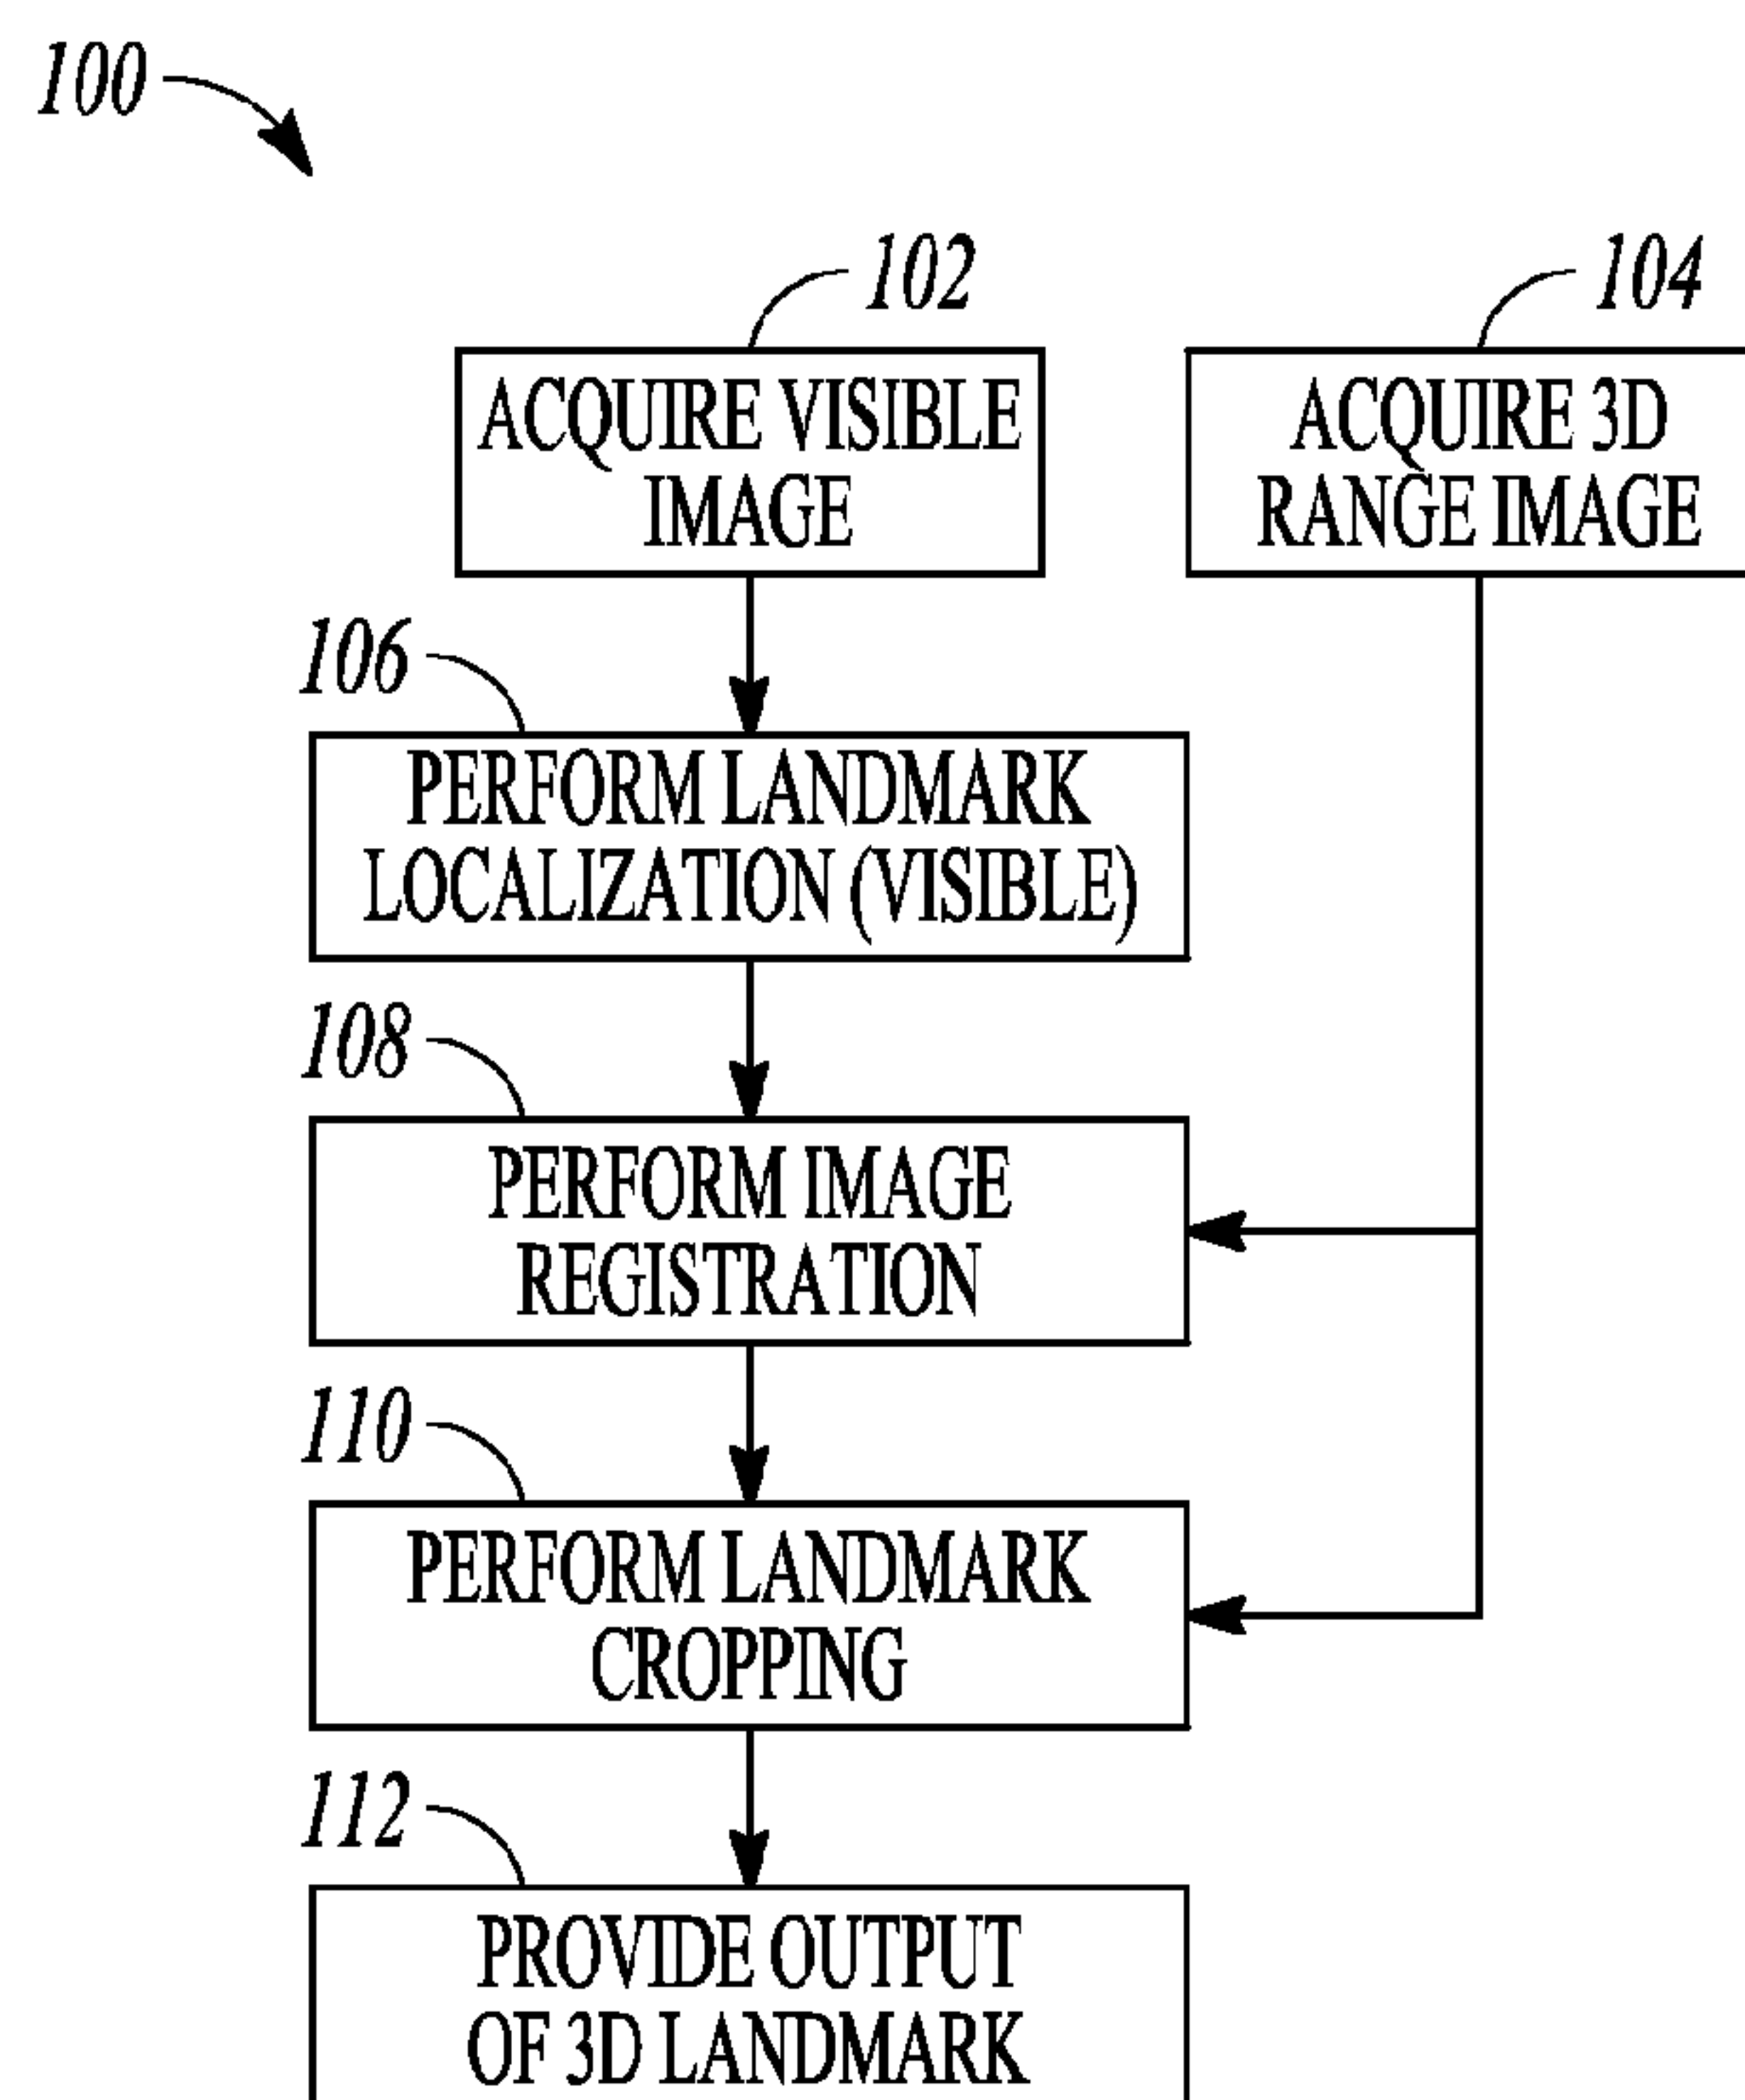 100
102
104
ACQUIRE VISIBLE
IMAGE
ACQUIRE 3D
RANGE IMAGE
106
PERFORM LANDMARK
LOCALIZATION (VISIBLE)
108
PERFORM IMAGE
REGISTRATION
110
PERFORM LANDMARK
CROPPING
112
PROVIDE OUTPUT
OF 3D LANDMARK